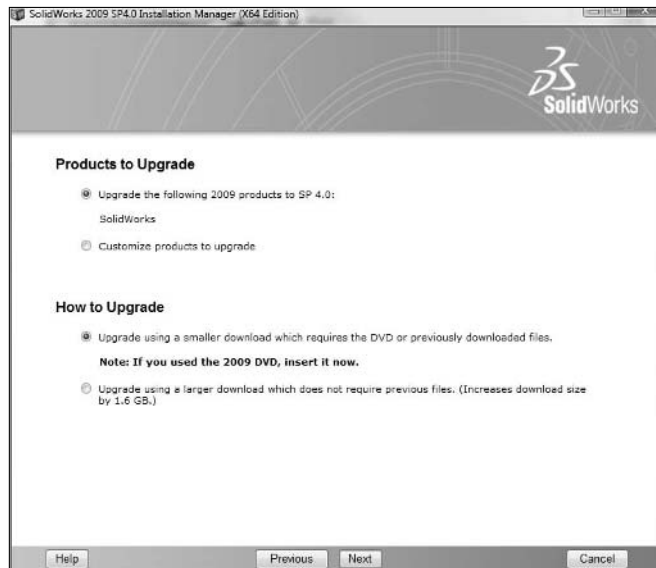 SolidWorks 2009 SP4.0 Installation Manager (X64 Edition)
SolidWorks
Products to Upgrade
Upgrade the following 2009 products to SP 4.0:
SolidWorks
Customize products to upgrade
How to Upgrade
Upgrade using a smaller download which requires the DVD or previously downloaded files.
Note: If you used the 2009 DVD, insert it now.
Upgrade using a larger download which does not require previous files. (Increases download size
by 1.6 GB.)
Help Previous Next Cancel